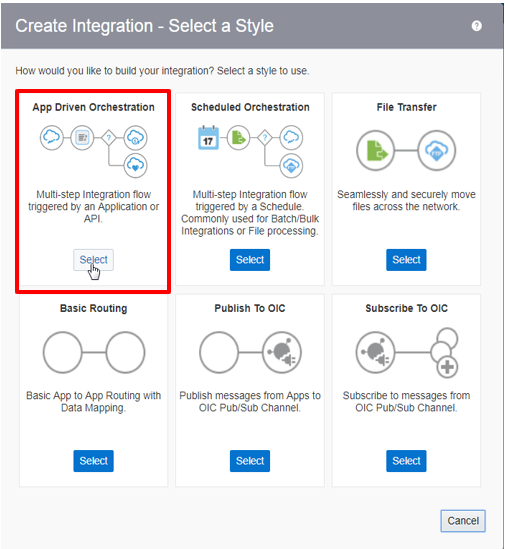 Create Integration - Select a Style
?
How would you like to build your integration? Select a style to use.
App Driven Orchestration
?
Multi-step Integration flow
triggered by an Application or
API.
Select
Scheduled Orchestration
17
?
Multi-step Integration flow
triggered by a Schedule.
Commonly used for Batch/Bulk
Integrations or File processing.
Select
File Transfer
Seamlessly and securely move
files across the network.
Select
Basic Routing
Basic App to App Routing with
Data Mapping.
Select
Publish To OIC
Publish messages from Apps to
OIC Pub/Sub Channel.
Select
Subscribe To OIC
Subscribe to messages from
OIC Pub/Sub Channel.
Select
Cancel